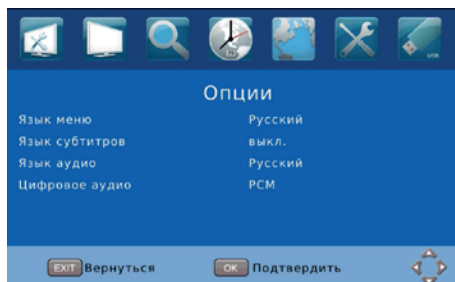 Опции
Язык меню Русский
Язык субтитров выкл.
Язык аудио Русский
Цифровое аудио PCM
EXIT Вернуться OK Подтвердить